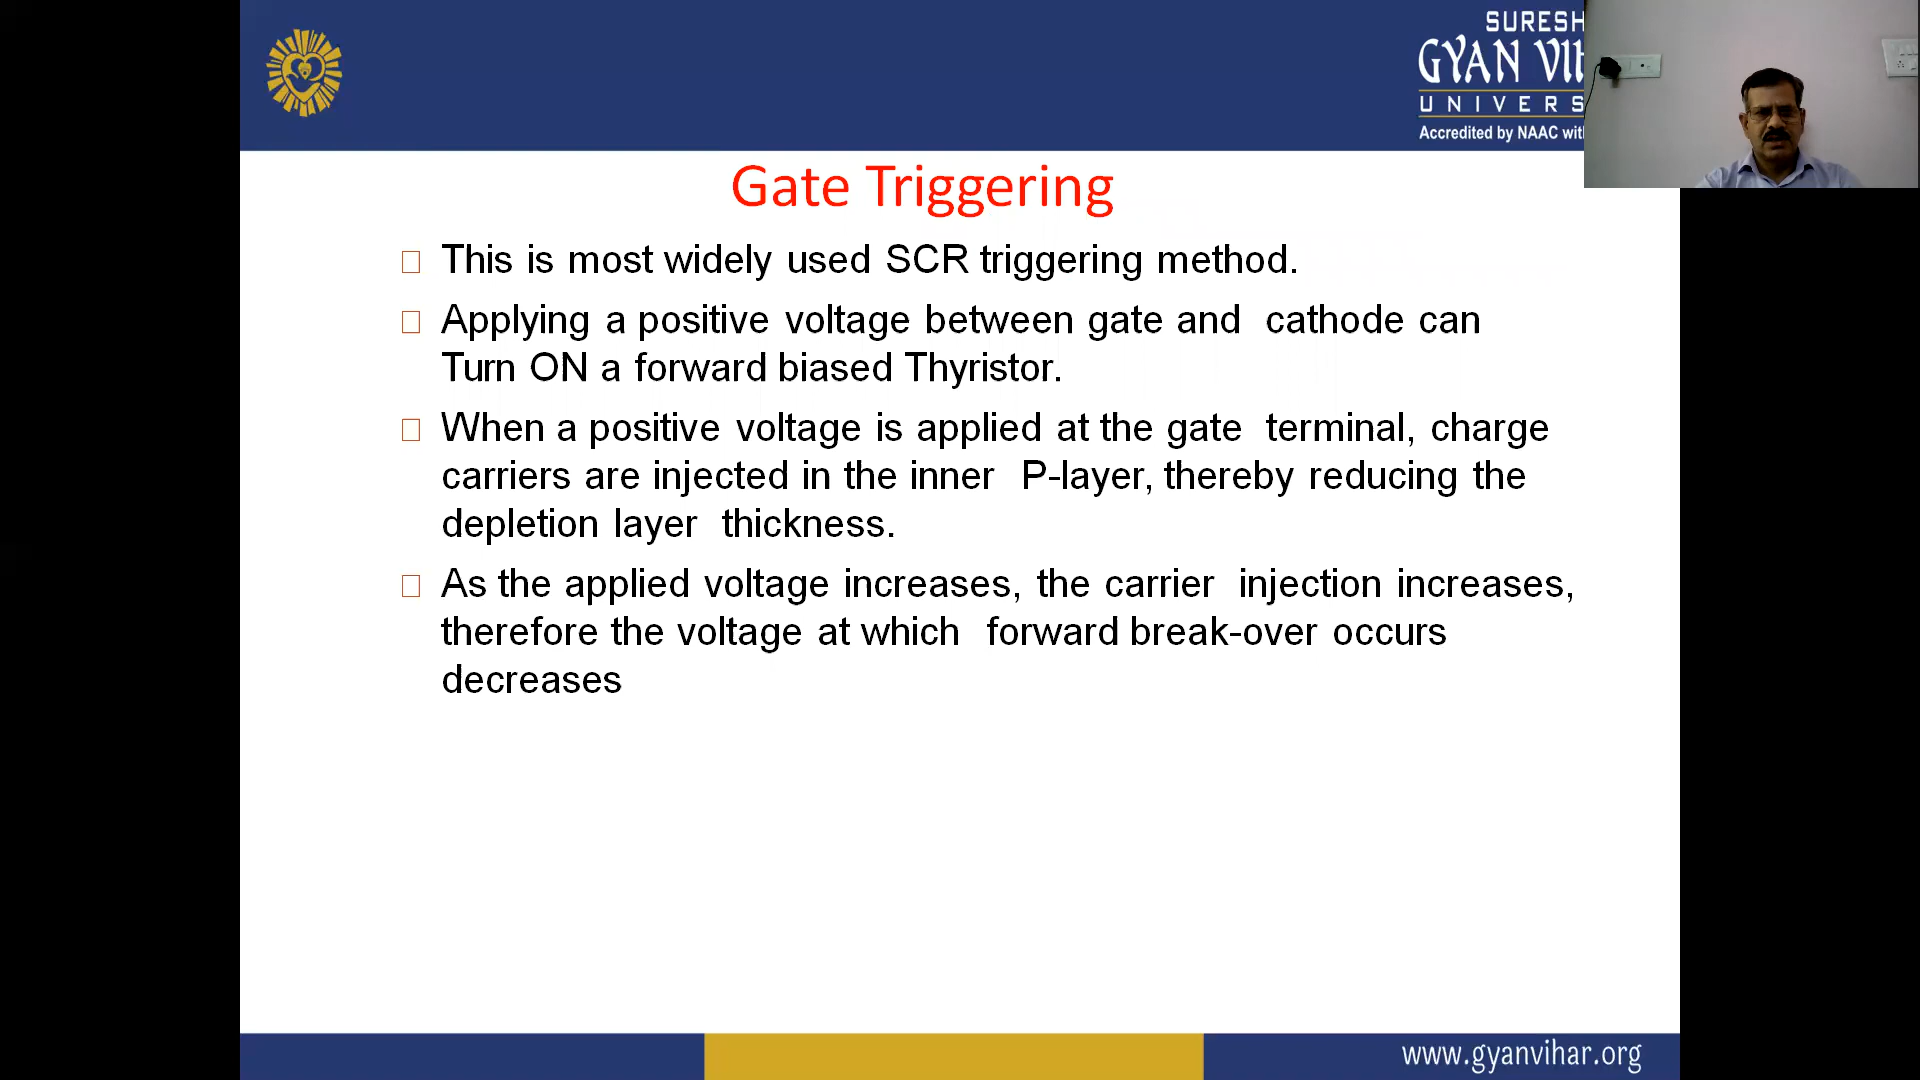 SURESH
GYAN
UNIVERS
Accredited by NAAC
Gate Triggering
This is most widely used SCR triggering method.
Applying a positive voltage between gate and cathode can
Turn ON a forward biased Thyristor.
When a positive voltage is applied at the gate terminal, charge
carriers are injected in the inner P-layer, thereby reducing the
depletion layer thickness.
As the applied voltage increases, the carrier injection increases,
therefore the voltage at which forward break-over occurs
decreases
www.gyanvihar.org